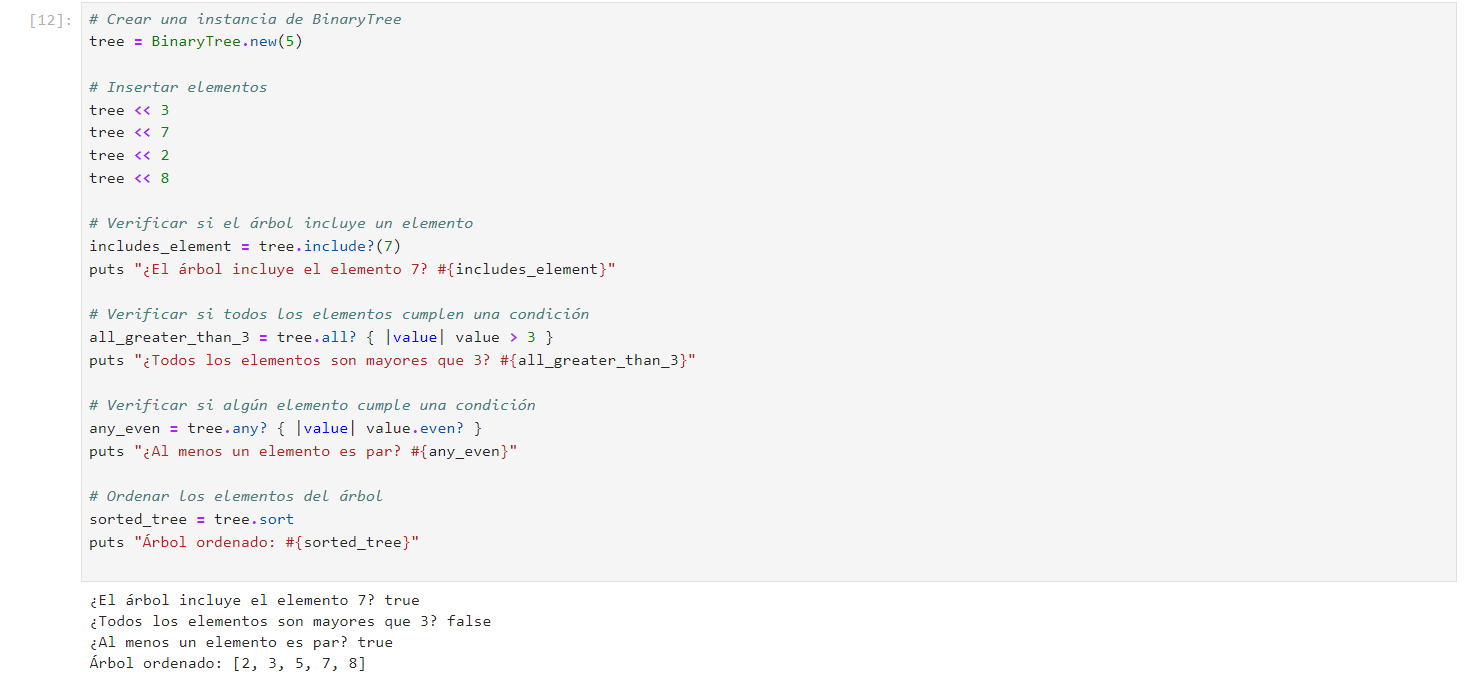 [12]: # Crear una instancia de BinaryTree
tree = BinaryTree.new(5)
# Insertar elementos
tree << 3
tree << 7
tree << 2
tree << 8
# Verificar si el árbol incluye un elemento
includes_element = tree.include?(7)
puts "¿El árbol incluye el elemento 7? #{includes_element}"
# Verificar si todos los elementos cumplen una condición
all_greater_than_3 = tree.all? { |value| value > 3 }
puts "¿Todos los elementos son mayores que 3? #{all_greater_than_3}"
# Verificar si algún elemento cumple una condición
any_even = tree.any? { |value| value.even? }
puts "¿Al menos un elemento es par? #{any_even}"
# Ordenar los elementos del árbol
sorted_tree = tree.sort
puts "Árbol ordenado: #{sorted_tree}"
¿El árbol incluye el elemento 7? true
¿Todos los elementos son mayores que 3? false
¿Al menos un elemento es par? true
Árbol ordenado: [2, 3, 5, 7, 8]